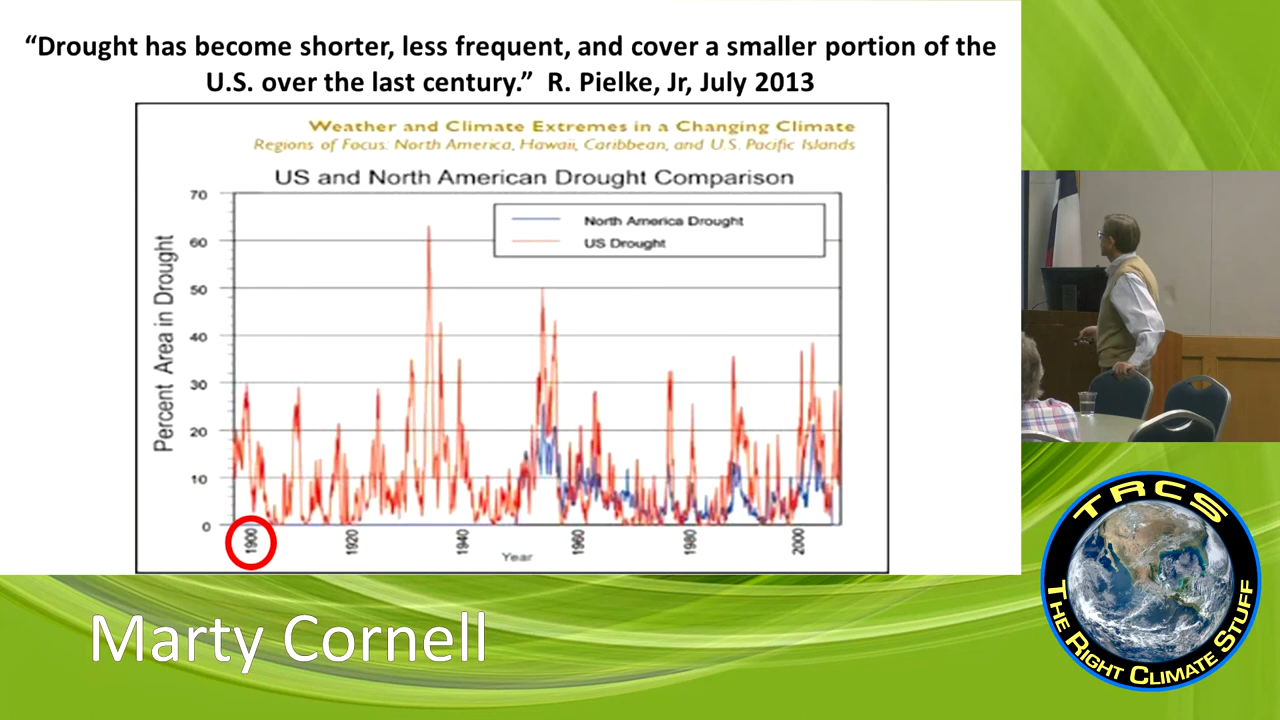 “Drought has become shorter, less frequent, and cover a smaller portion of the
U.S. over the last century.” R. Pielke, Jr, July 2013
Weather and Climate Extremes in a Changing Climate
Regions of Focus: North America, Hawaii, Caribbean, and U.S. Pacific Islands
US and North American Drought Comparison
North America Drought
US Drought
Percent Area in Drought
70
60
50
40
30
20
10
0
1900
1920
1940
1960
1980
2000
Year
Marty Cornell
TRCS
THE RIGHT CLIMATE STUFF